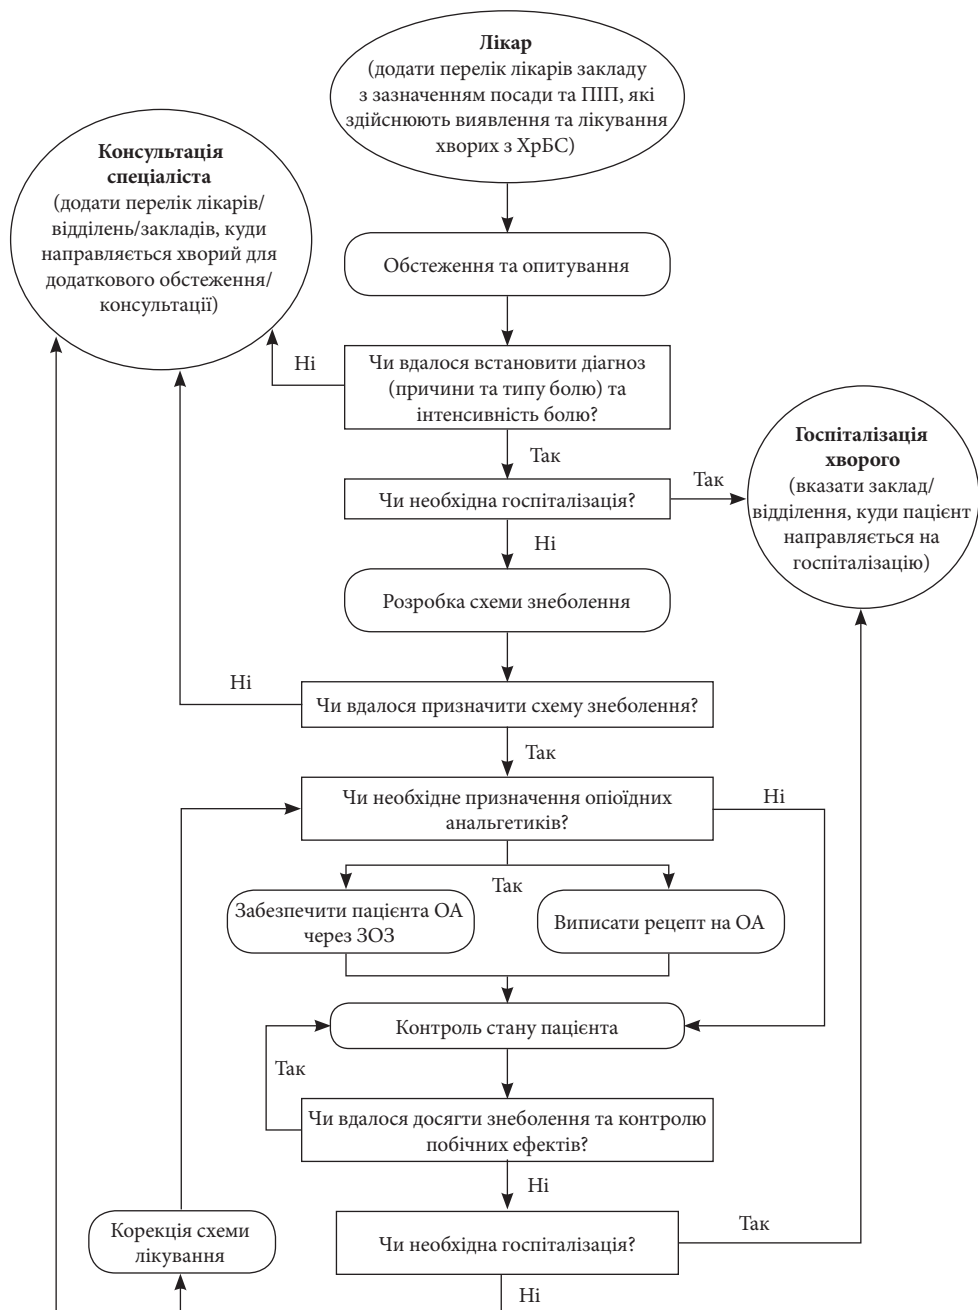 Лікар
(додати перелік лікарів закладу
з зазначенням посади та ПІП, які
здійснюють виявлення та лікування
хворих з ХрБС)
Консультація
спеціаліста
(додати перелік лікарів/
відділень/закладів, куди
направляється хворий для
додаткового обстеження/
консультації)
Обстеження та опитування
Ні
Чи вдалося встановити діагноз
(причини та типу болю) та
інтенсивність болю?
Так
Чи необхідна госпіталізація?
Так
Госпіталізація
хворого
(вказати заклад/
відділення, куди пацієнт
направляється на
госпіталізацію)
Ні
Розробка схеми знеболення
Ні
Чи вдалося призначити схему знеболення?
Так
Чи необхідне призначення опіоїдних
анальгетиків?
Ні
Так
Забезпечити пацієнта ОА
через ЗОЗ
Виписати рецепт на ОА
Контроль стану пацієнта
Так
Чи вдалося досягти знеболення та контролю
побічних ефектів?
Ні
Корекція схеми
лікування
Чи необхідна госпіталізація?
Так
Ні